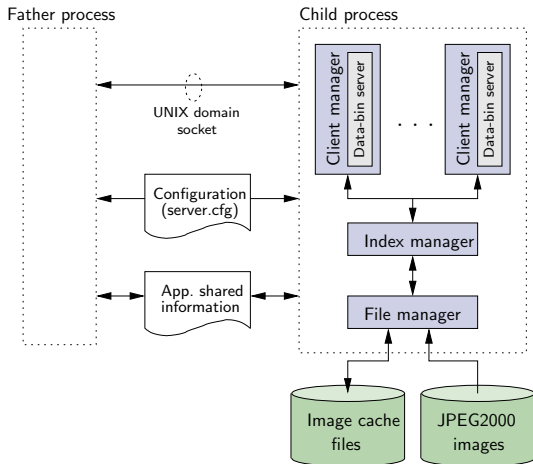 Father process
Child process
Client manager
Data-bin server
. . .
Client manager
Data-bin server
UNIX domain
socket
Configuration
(server.cfg)
Index manager
App. shared
information
File manager
Image cache
files
JPEG2000
images